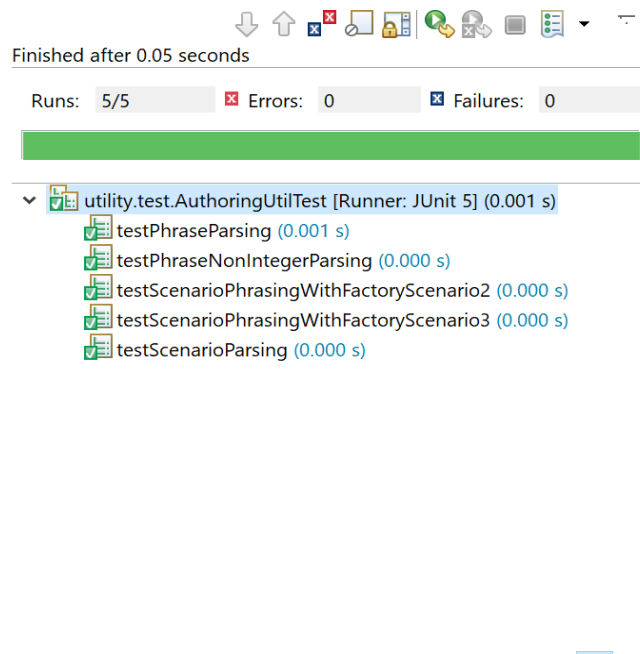 Finished after 0.05 seconds
Runs: 5/5 Errors: 0 Failures: 0
utility.test.AuthoringUtilTest [Runner: JUnit 5] (0.001 s)
testPhraseParsing (0.001 s)
testPhraseNonIntegerParsing (0.000 s)
testScenarioPhrasingWithFactoryScenario2 (0.000 s)
testScenarioPhrasingWithFactoryScenario3 (0.000 s)
testScenarioParsing (0.000 s)